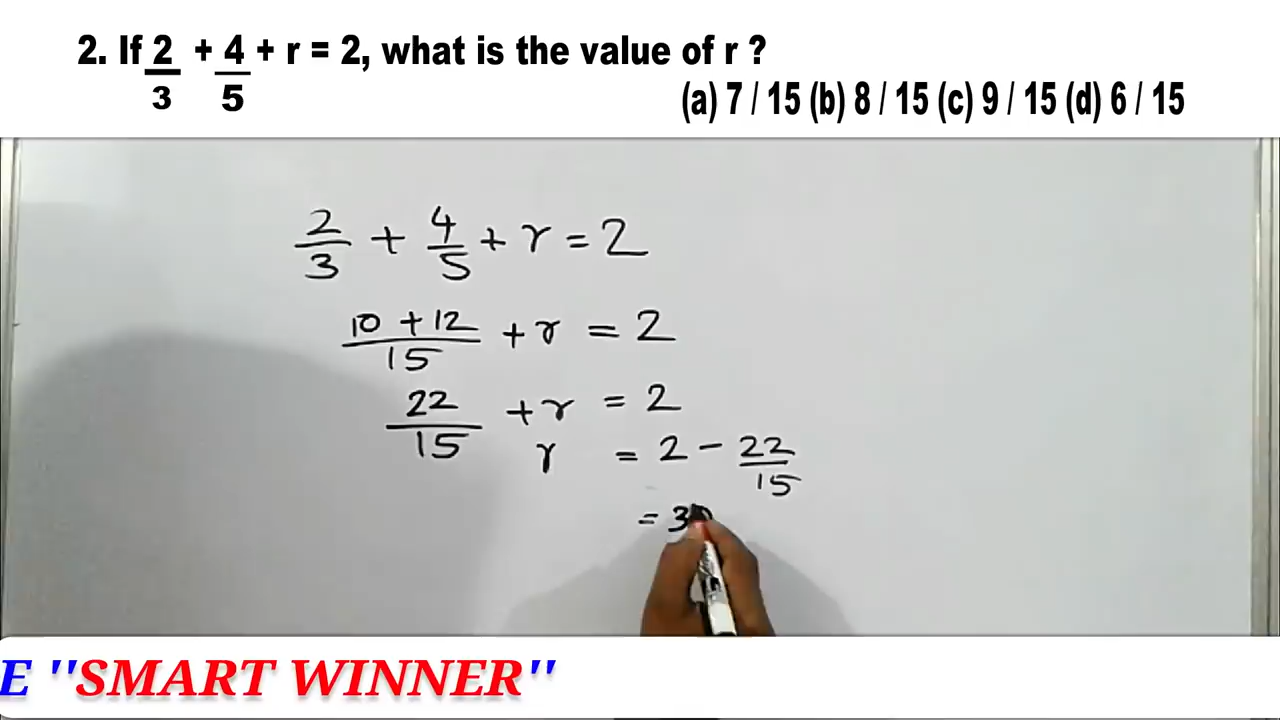 2. If 2/3 + 4/5 + r = 2, what is the value of r ?
(a) 7 / 15 (b) 8 / 15 (c) 9 / 15 (d) 6 / 15
2/3 + 4/5 + r = 2
10 + 12/15 + r = 2
22/15 + r = 2
r = 2 - 22/15
= 30
E "SMART WINNER"